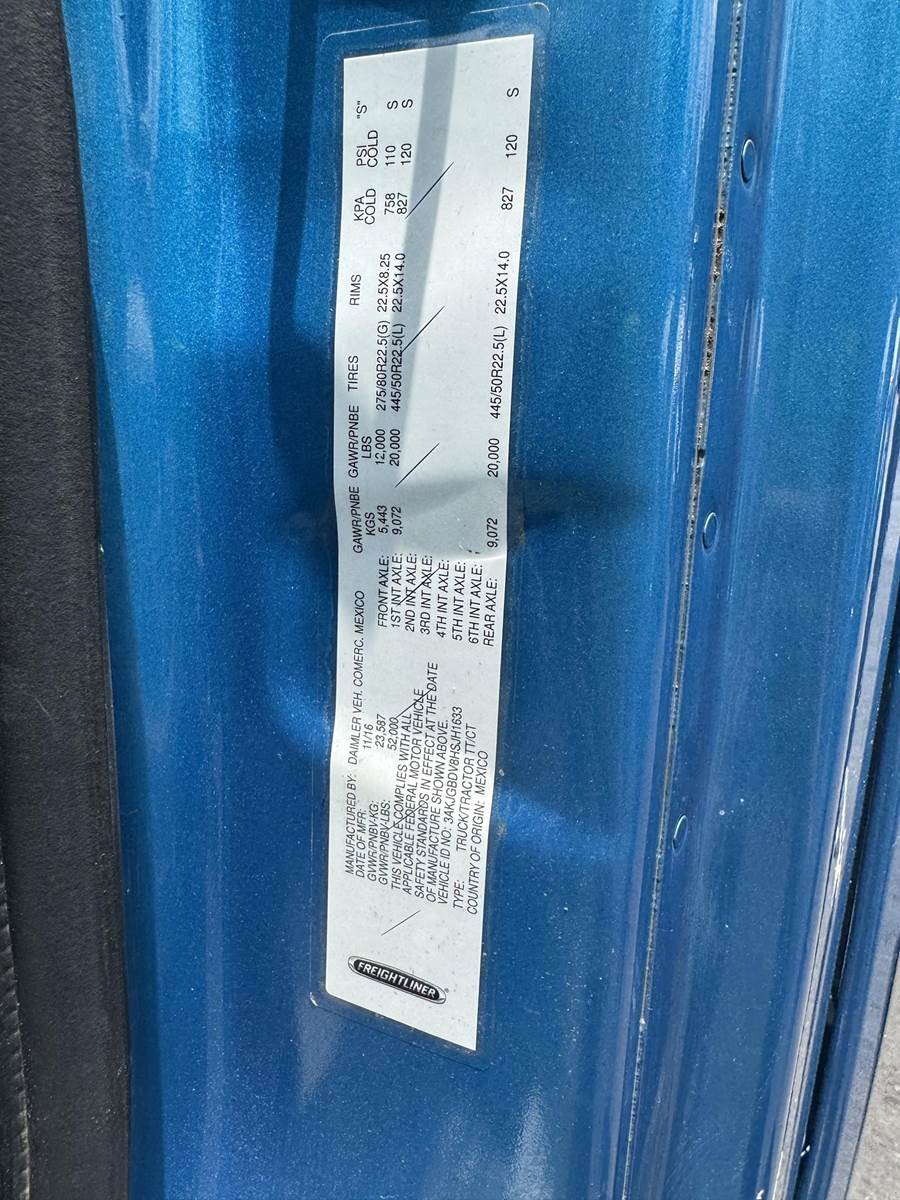 FREIGHTLINER
MANUFACTURED BY: DAIMLER VEH. COMERC. MEXICO
DATE OF MFR: 11/16
GVWR/PNBV-KG: 23,587
GVWR/PNBV-LBS: 52,000
THIS VEHICLE COMPLIES WITH ALL
APPLICABLE FEDERAL MOTOR VEHICLE
SAFETY STANDARDS IN EFFECT AT THE DATE
OF MANUFACTURE SHOWN ABOVE.
VEHICLE ID NO: 3AKJGBDV8HSJH1633
TYPE: TRUCK/TRACTOR TT/CT
COUNTRY OF ORIGIN: MEXICO
GAWR/PNBE GAWR/PNBE TIRES RIMS KPA PSI "S"
KGS LBS COLD COLD
FRONT AXLE: 5,443 12,000 275/80R22.5(G) 22.5X8.25 758 110 S
1ST INT AXLE: 9,072 20,000 445/50R22.5(L) 22.5X14.0 827 120 S
2ND INT AXLE:
3RD INT AXLE:
4TH INT AXLE:
5TH INT AXLE:
6TH INT AXLE:
REAR AXLE: 9,072 20,000 445/50R22.5(L) 22.5X14.0 827 120 S